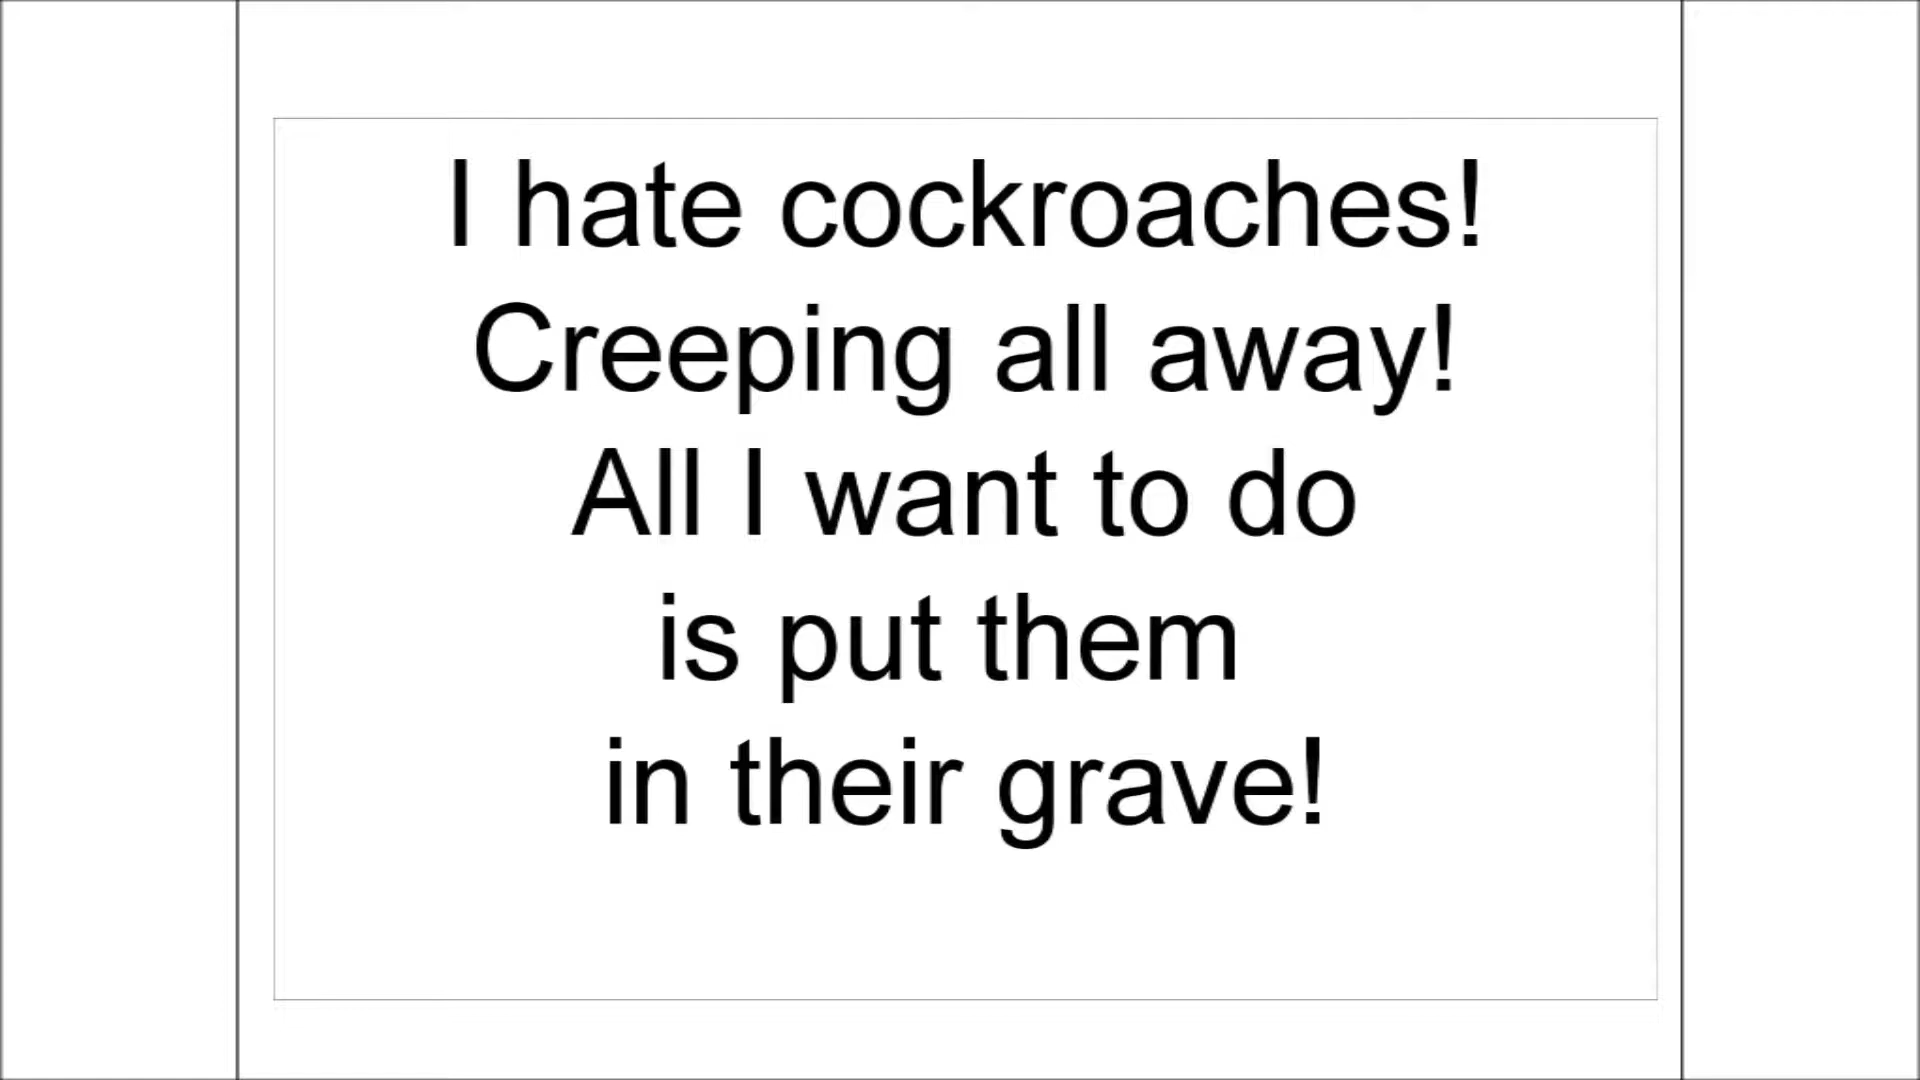 I hate cockroaches!
Creeping all away!
All I want to do
is put them
in their grave!